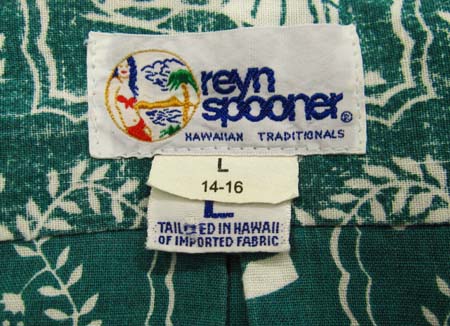 reyn
spooner®
HAWAIIAN TRADITIONALS
L
14-16
L
TAILORED IN HAWAII
OF IMPORTED FABRIC